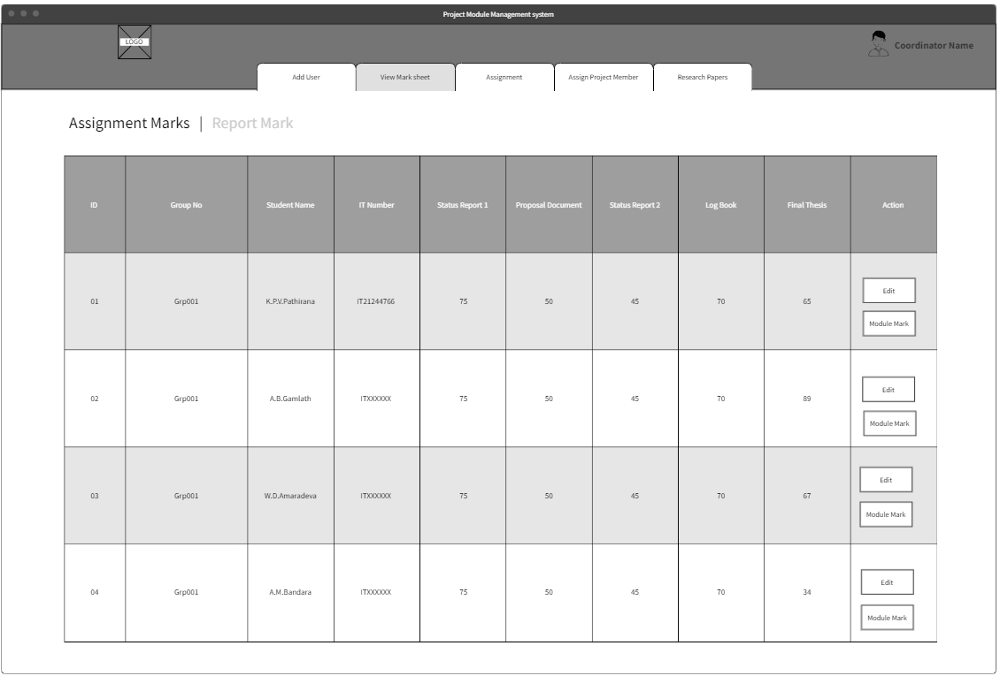 Project Module Management system
LOGO
Coordinator Name
Add User View Mark sheet Assignment Assign Project Member Research Papers
Assignment Marks | Report Mark
ID Group No Student Name IT Number Status Report 1 Proposal Document Status Report 2 Log Book Final Thesis Action
01 Grp001 K.P.V.Pathirana IT21244766 75 50 45 70 65 Edit
Module Mark
02 Grp001 A.B.Gamlath ITXXXXXX 75 50 45 70 89 Edit
Module Mark
03 Grp001 W.D.Amaradeva ITXXXXXX 75 50 45 70 67 Edit
Module Mark
04 Grp001 A.M.Bandara ITXXXXXX 75 50 45 70 34 Edit
Module Mark